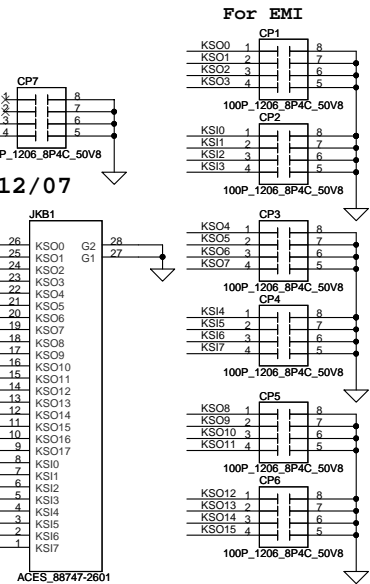 For EMI
CP1
KSO0 1 8
KSO1 2 7
KSO2 3 6
KSO3 4 5
100P_1206_8P4C_50V8
CP2
KSI0 1 8
KSI1 2 7
KSI2 3 6
KSI3 4 5
100P_1206_8P4C_50V8
CP7
1 8
2 7
3 6
4 5
P_1206_8P4C_50V8
12/07
JKB1
26 KSO0 G2 28
25 KSO1 G1 27
24 KSO2
23 KSO3
22 KSO4
21 KSO5
20 KSO6
19 KSO7
18 KSO8
17 KSO9
16 KSO10
15 KSO11
14 KSO12
13 KSO13
12 KSO14
11 KSO15
10 KSO16
9 KSO17
8 KSI0
7 KSI1
6 KSI2
5 KSI3
4 KSI4
3 KSI5
2 KSI6
1 KSI7
ACES_88747-2601
CP3
KSO4 1 8
KSO5 2 7
KSO6 3 6
KSO7 4 5
100P_1206_8P4C_50V8
CP4
KSI4 1 8
KSI5 2 7
KSI6 3 6
KSI7 4 5
100P_1206_8P4C_50V8
CP5
KSO8 1 8
KSO9 2 7
KSO10 3 6
KSO11 4 5
100P_1206_8P4C_50V8
CP6
KSO12 1 8
KSO13 2 7
KSO14 3 6
KSO15 4 5
100P_1206_8P4C_50V8